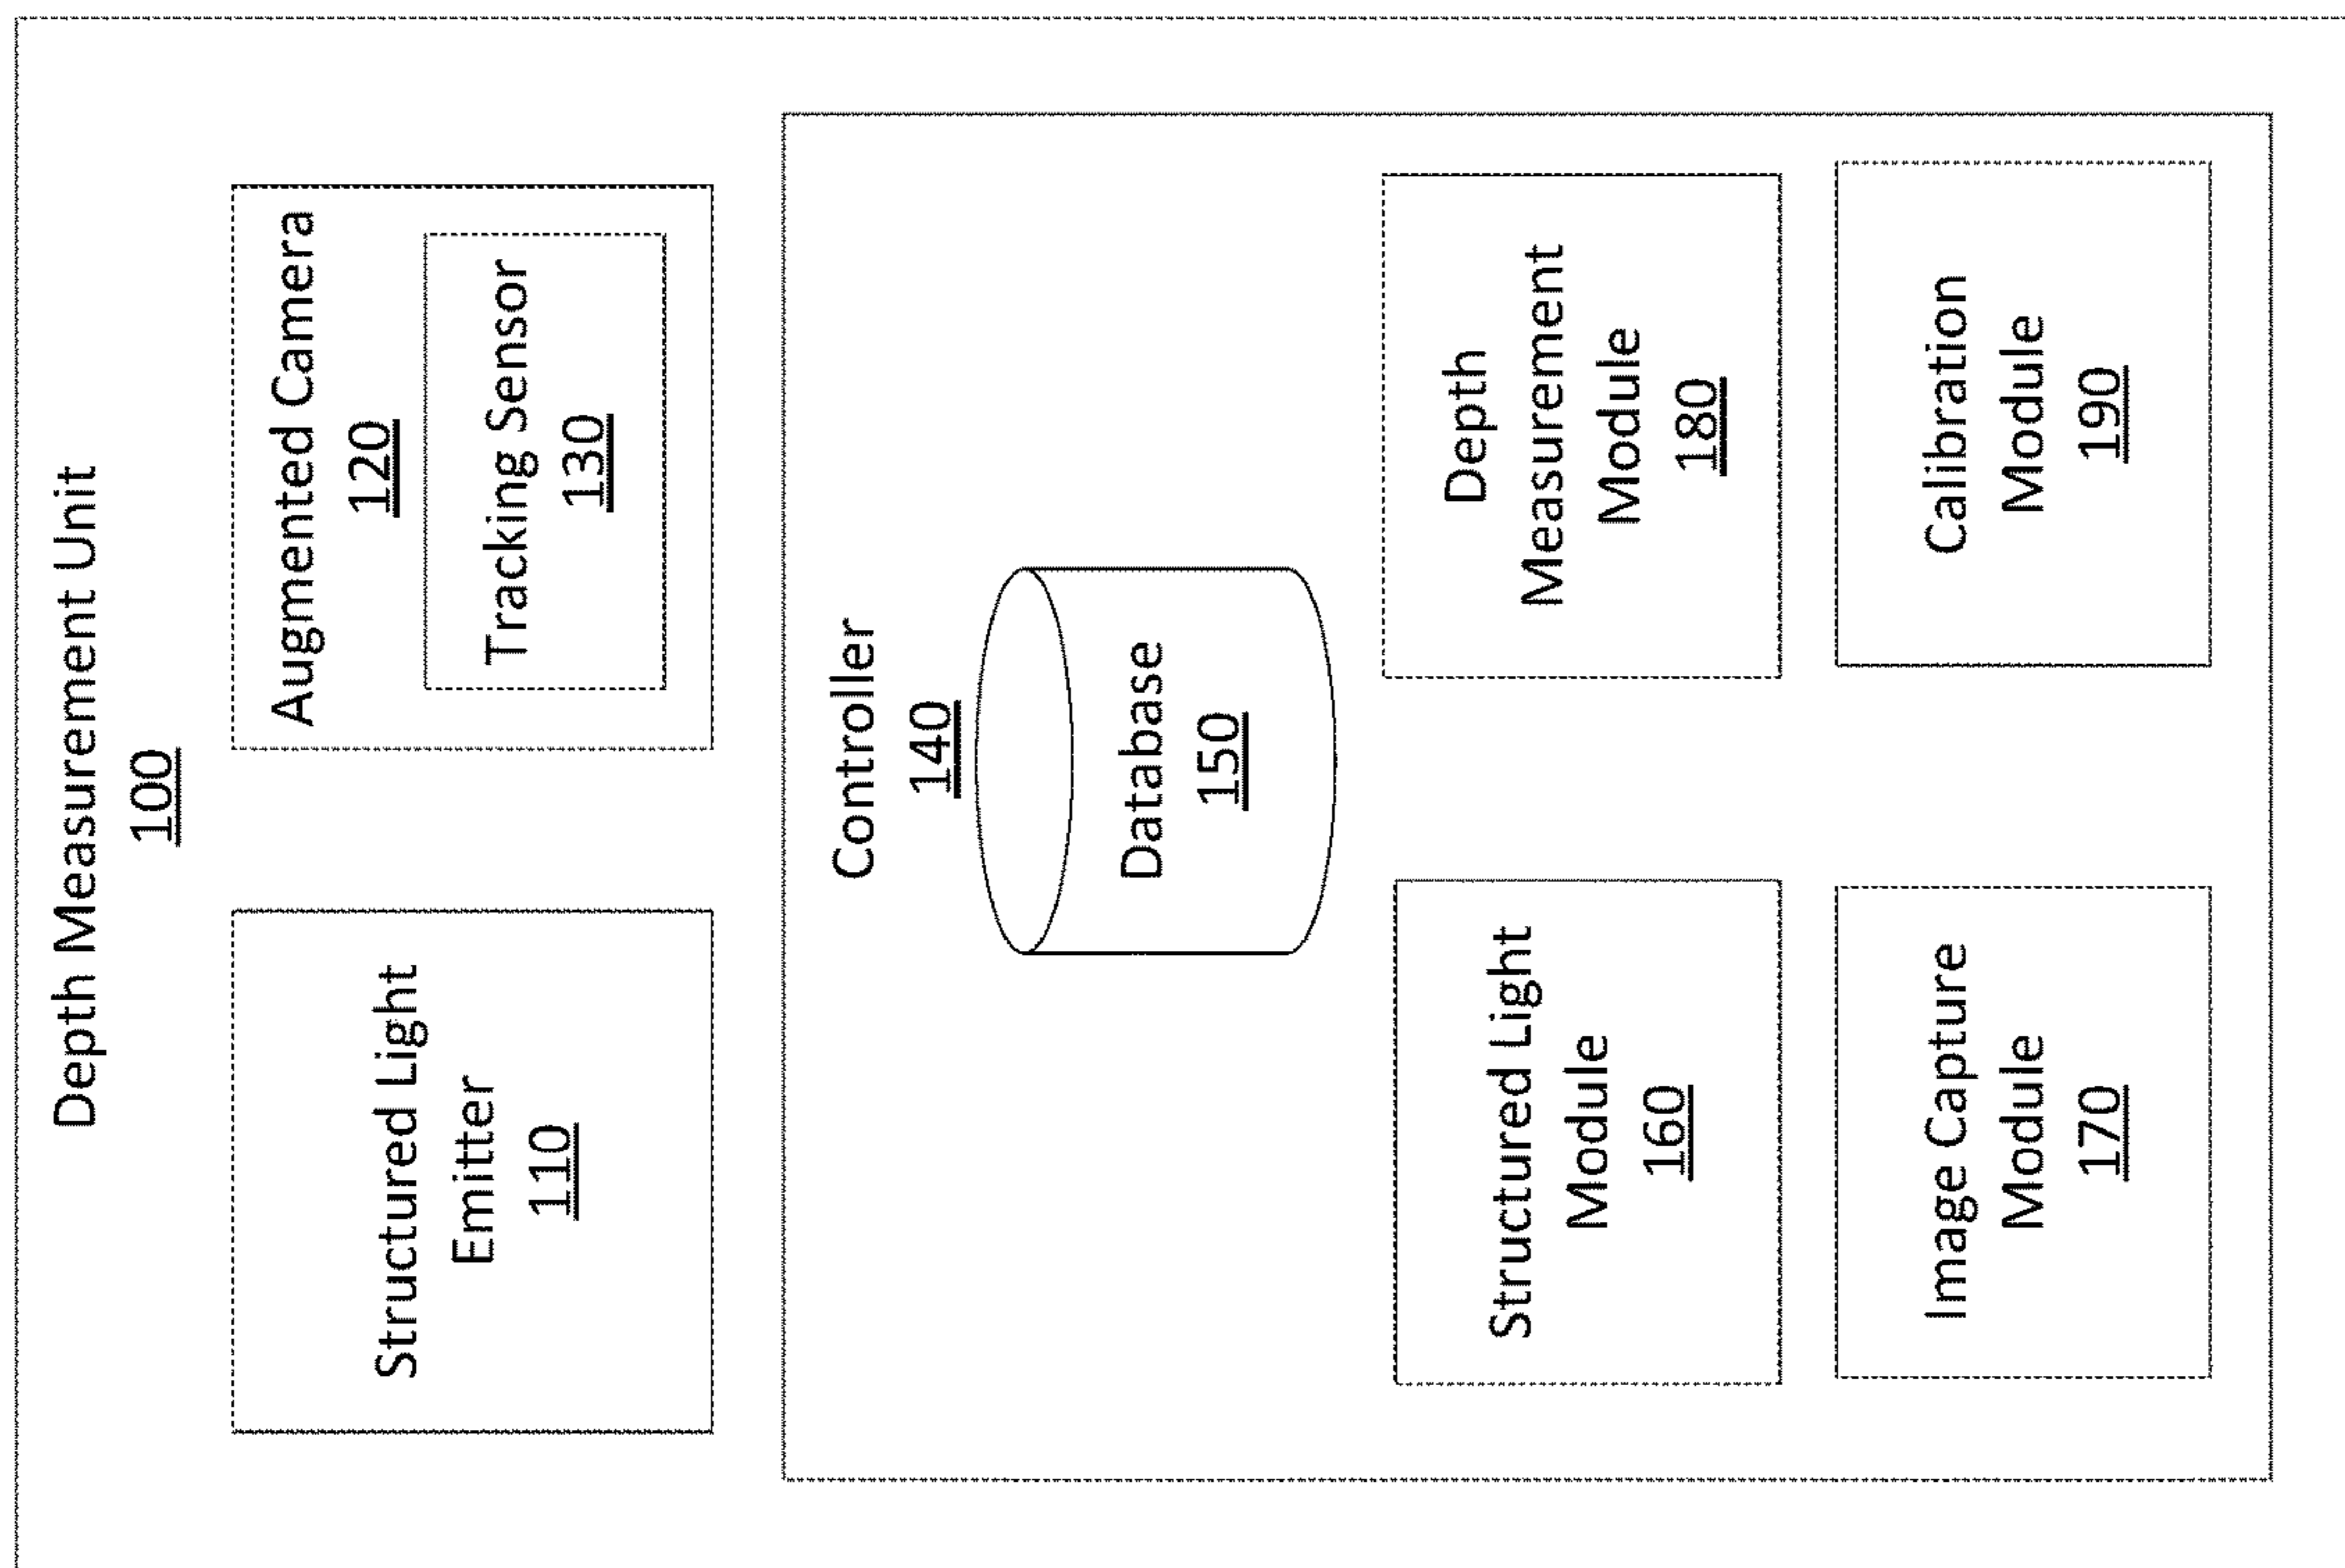 Depth Measurement Unit
100
Structured Light
Emitter
110
Augmented Camera
120
Tracking Sensor
130
Controller
140
Database
150
Structured Light
Module
160
Depth
Measurement
Module
180
Image Capture
Module
170
Calibration
Module
190